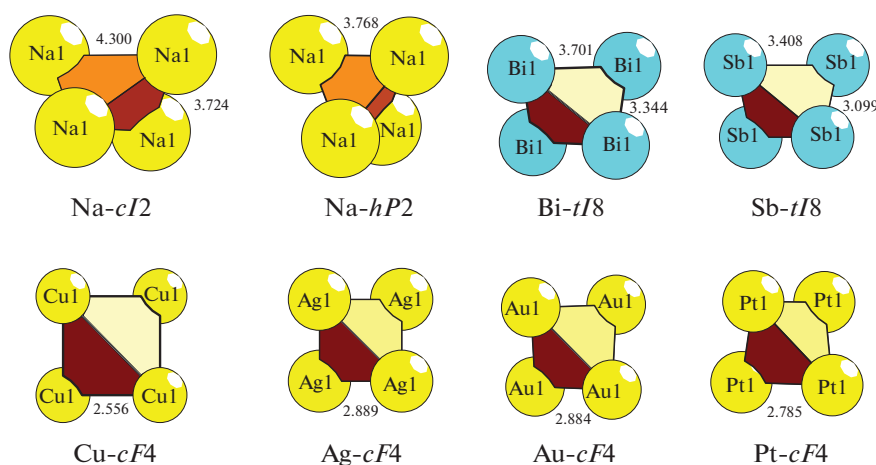 4.300
Na1 Na1
Na1 Na1
3.724
Na-cI2
3.768
Na1 Na1
Na1 Na1
Na-hP2
3.701
Bi1 Bi1
3.344
Bi1 Bi1
Bi-tI8
3.408
Sb1 Sb1
3.099
Sb1 Sb1
Sb-tI8
Cu1 Cu1
Cu1 Cu1
2.556
Cu-cF4
Ag1 Ag1
Ag1 Ag1
2.889
Ag-cF4
Au1 Au1
Au1 Au1
2.884
Au-cF4
Pt1 Pt1
Pt1 Pt1
2.785
Pt-cF4